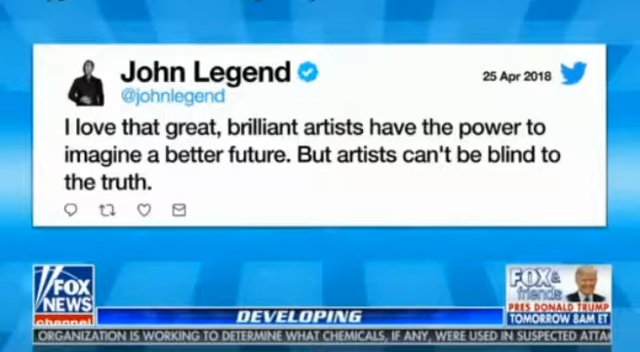 John Legend
25 Apr 2018
@johnlegend
I love that great, brilliant artists have the power to
imagine a better future. But artists can't be blind to
the truth.
FOX
NEWS
channel
FOX&
friends
PRES DONALD TRUMP
TOMORROW 8AM ET
DEVELOPING
ORGANIZATION IS WORKING TO DETERMINE WHAT CHEMICALS, IF ANY, WERE USED IN SUSPECTED ATTA